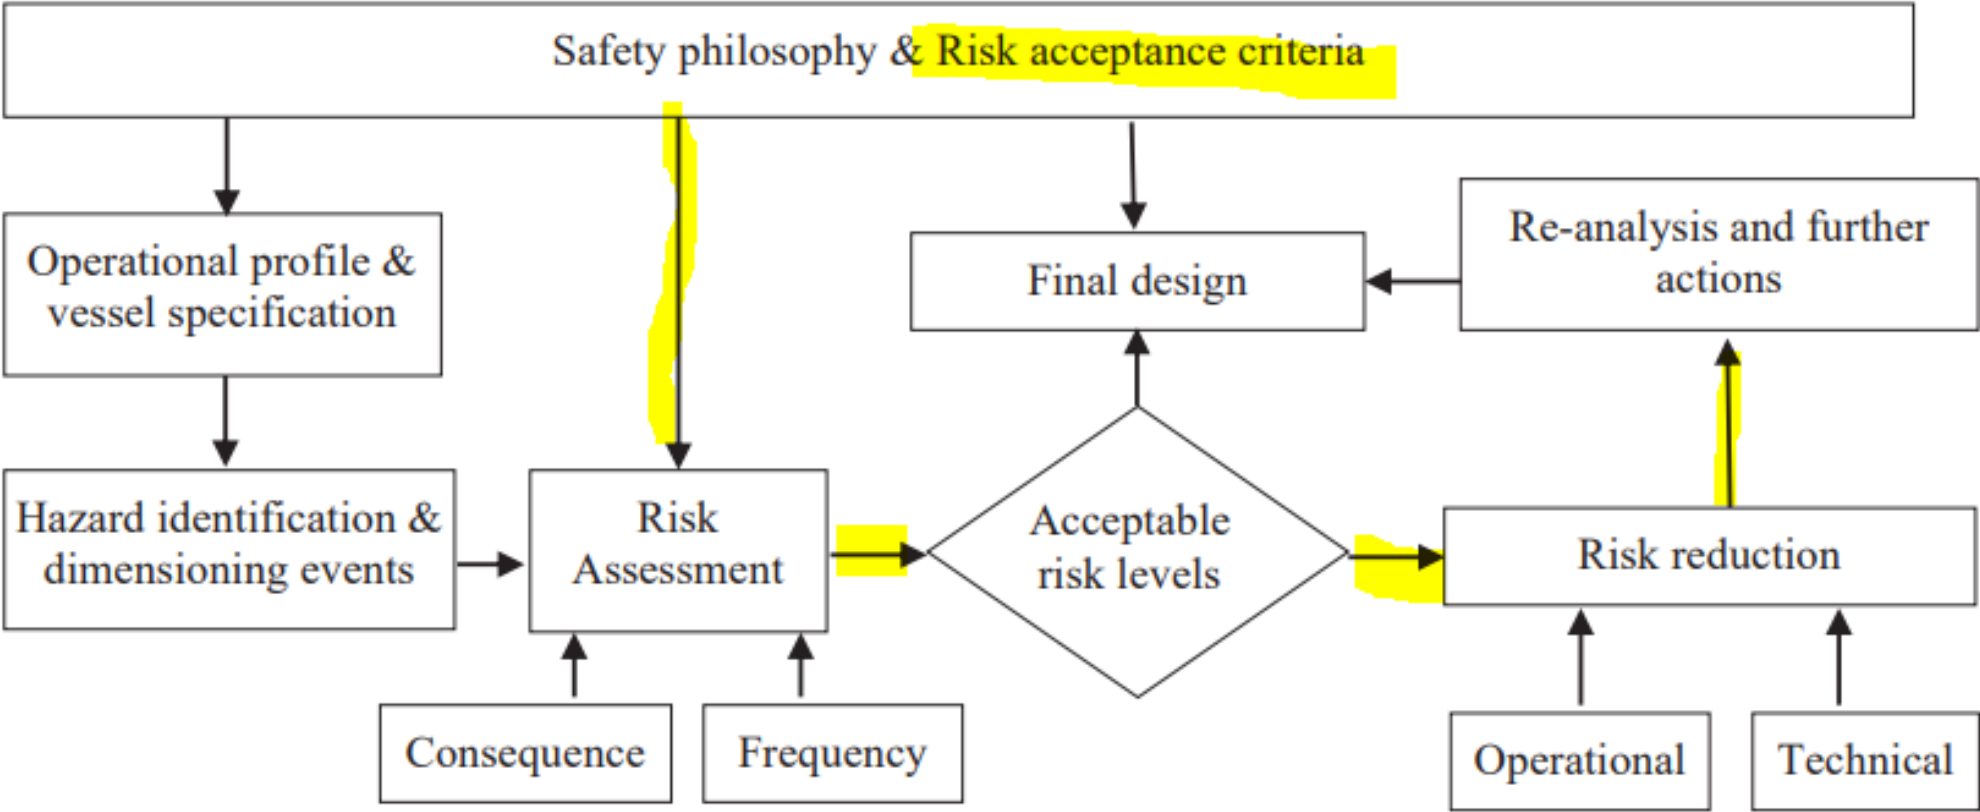 Safety philosophy & Risk acceptance criteria
Operational profile &
vessel specification
Final design
Re-analysis and further
actions
Hazard identification &
dimensioning events
Risk
Assessment
Acceptable
risk levels
Risk reduction
Consequence
Frequency
Operational
Technical